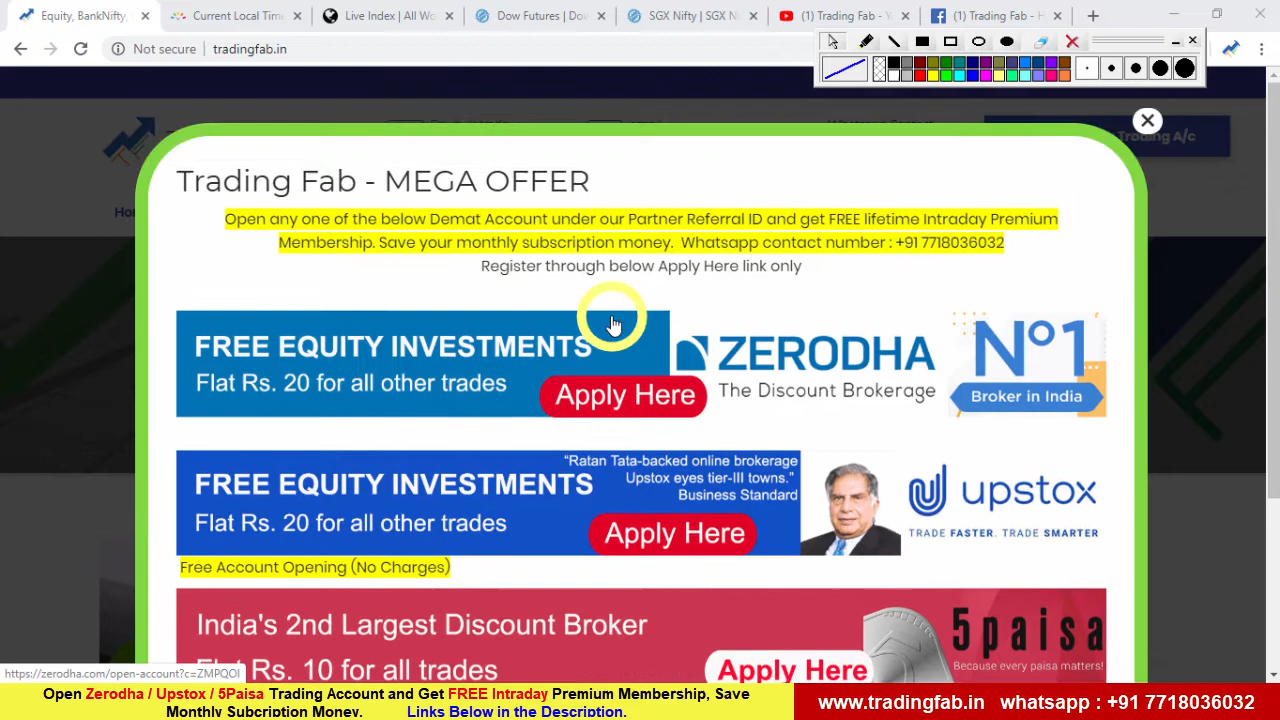 Equity, BankNifty,
Current Local Time
Live Index | All Wo
Dow Futures | Dow
SGX Nifty | SGX N
(1) Trading Fab - Y
(1) Trading Fab - H
Not secure
tradingfab.in
Trading A/c
Trading Fab - MEGA OFFER
Open any one of the below Demat Account under our Partner Referral ID and get FREE lifetime Intraday Premium
Membership. Save your monthly subscription money. Whatsapp contact number : +91 7718036032
Register through below Apply Here link only
FREE EQUITY INVESTMENTS
Flat Rs. 20 for all other trades
Apply Here
ZERODHA
The Discount Brokerage
Nº1
Broker in India
"Ratan Tata-backed online brokerage
Upstox eyes tier-III towns."
Business Standard
FREE EQUITY INVESTMENTS
Flat Rs. 20 for all other trades
Apply Here
upstox
TRADE FASTER. TRADE SMARTER
Free Account Opening (No Charges)
India's 2nd Largest Discount Broker
Flat Rs. 10 for all trades
Apply Here
5paisa
Because every paisa matters!
https://zerodha.com/open-account?c=ZMPQOI
Open Zerodha / Upstox / 5Paisa Trading Account and Get FREE Intraday Premium Membership, Save
Monthly Subcription Money. Links Below in the Description.
www.tradingfab.in whatsapp : +91 7718036032